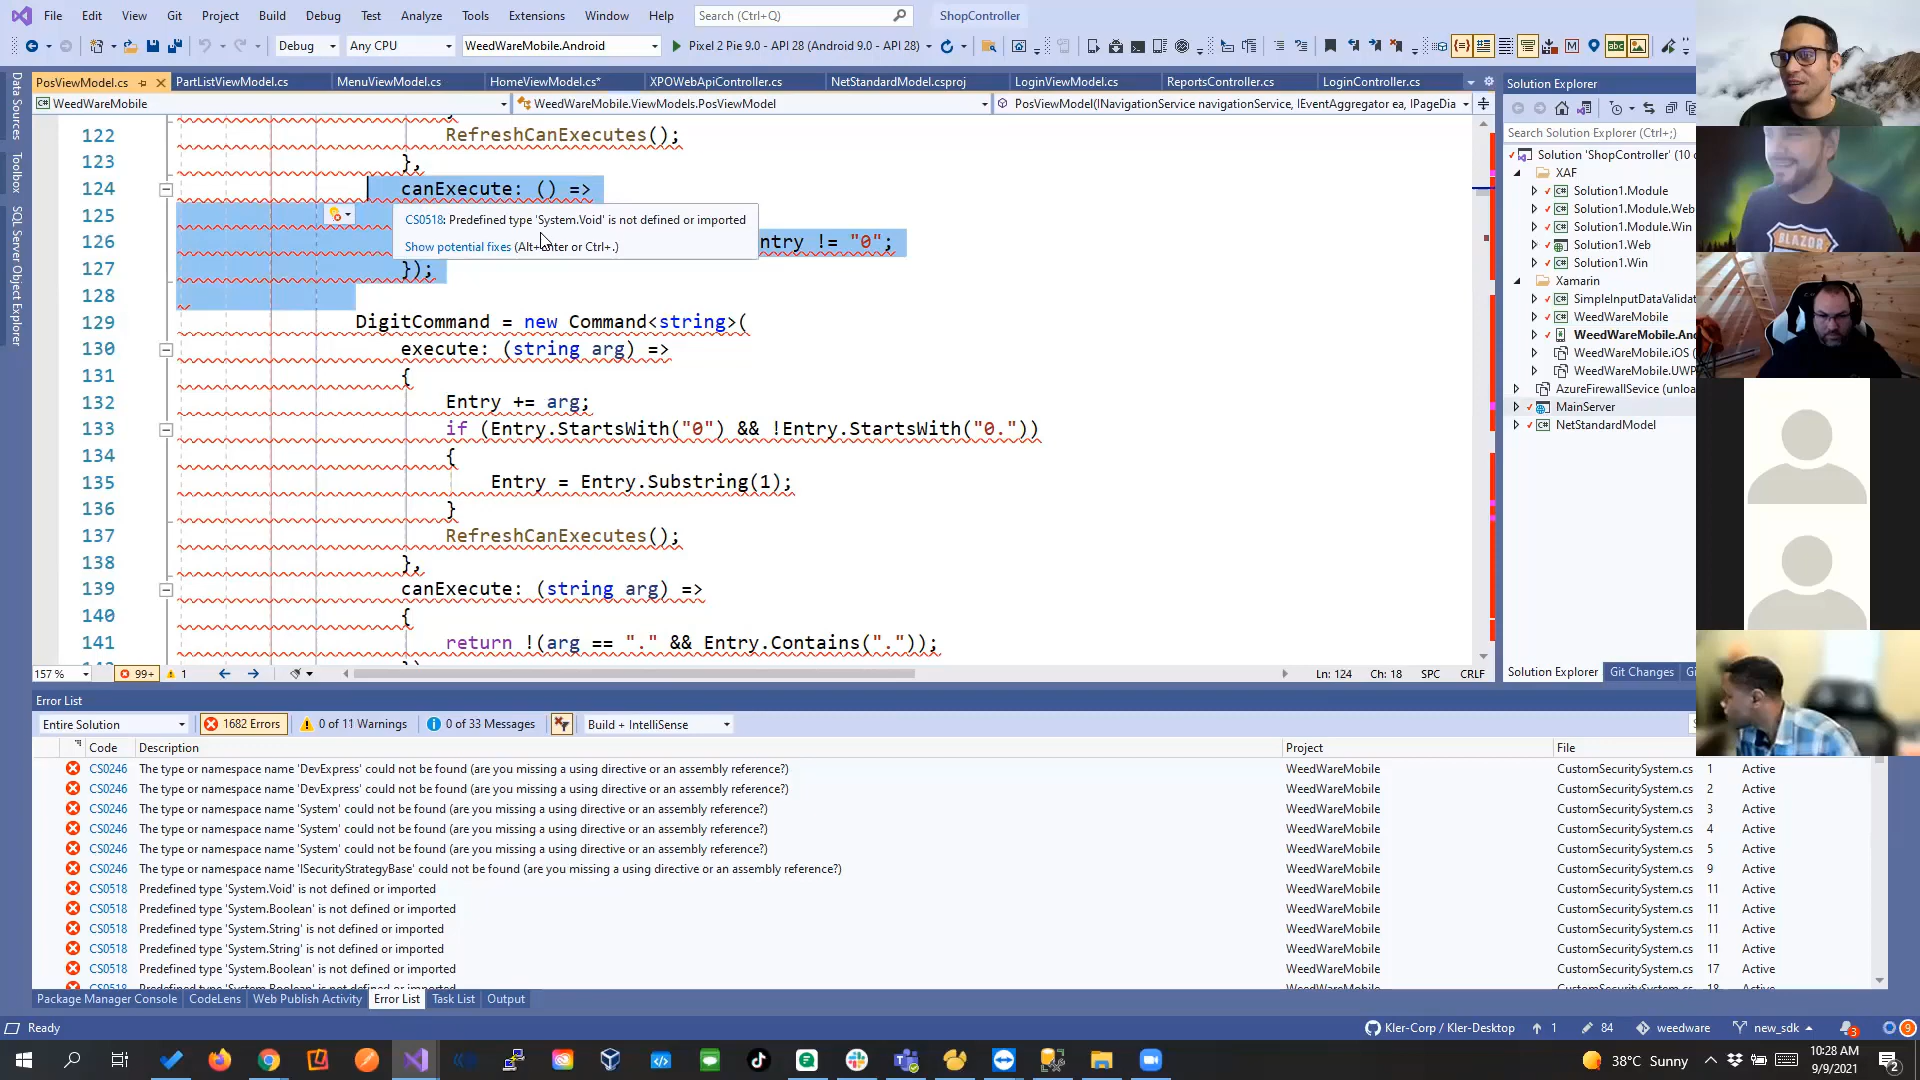 File Edit View Git Project Build Debug Test Analyze Tools Extensions Window Help Search (Ctrl+Q) ShopController
Debug Any CPU WeedWareMobile.Android Pixel 2 Pie 9.0 - API 28 (Android 9.0 - API 28)
PosViewModel.cs PartListViewModel.cs MenuViewModel.cs HomeViewModel.cs* XPOWebApiController.cs NetStandardModel.csproj LoginViewModel.cs ReportsController.cs LoginController.cs
WeedWareMobile WeedWareMobile.ViewModels.PosViewModel PosViewModel(INavigationService navigationService, IEventAggregator ea, IPageDia
Data Sources
Toolbox
SQL Server Object Explorer
122 RefreshCanExecutes();
123 },
124 canExecute: () =>
125
126 ntry != "0";
127 });
128
129 DigitCommand = new Command<string>(
130 execute: (string arg) =>
131 {
132 Entry += arg;
133 if (Entry.StartsWith("0") && !Entry.StartsWith("0."))
134 {
135 Entry = Entry.Substring(1);
136 }
137 RefreshCanExecutes();
138 },
139 canExecute: (string arg) =>
140 {
141 return !(arg == "." && Entry.Contains("."));
CS0518: Predefined type 'System.Void' is not defined or imported
Show potential fixes (Alt+Enter or Ctrl+.)
157 % 99+ 1 Ln: 124 Ch: 18 SPC CRLF
Solution Explorer
Search Solution Explorer (Ctrl+;)
Solution 'ShopController' (10
XAF
Solution1.Module
Solution1.Module.Web
Solution1.Module.Win
Solution1.Web
Solution1.Win
Xamarin
SimpleInputDataValidat
WeedWareMobile
WeedWareMobile.An
WeedWareMobile.iOS (
WeedWareMobile.UWP
AzureFirewallSevice (unloa
MainServer
NetStandardModel
Solution Explorer Git Changes
BLAZOR
Error List
Entire Solution 1682 Errors 0 of 11 Warnings 0 of 33 Messages Build + IntelliSense
Code Description Project File
CS0246 The type or namespace name 'DevExpress' could not be found (are you missing a using directive or an assembly reference?) WeedWareMobile CustomSecuritySystem.cs 1 Active
CS0246 The type or namespace name 'DevExpress' could not be found (are you missing a using directive or an assembly reference?) WeedWareMobile CustomSecuritySystem.cs 2 Active
CS0246 The type or namespace name 'System' could not be found (are you missing a using directive or an assembly reference?) WeedWareMobile CustomSecuritySystem.cs 3 Active
CS0246 The type or namespace name 'System' could not be found (are you missing a using directive or an assembly reference?) WeedWareMobile CustomSecuritySystem.cs 4 Active
CS0246 The type or namespace name 'System' could not be found (are you missing a using directive or an assembly reference?) WeedWareMobile CustomSecuritySystem.cs 5 Active
CS0246 The type or namespace name 'ISecurityStrategyBase' could not be found (are you missing a using directive or an assembly reference?) WeedWareMobile CustomSecuritySystem.cs 9 Active
CS0518 Predefined type 'System.Void' is not defined or imported WeedWareMobile CustomSecuritySystem.cs 11 Active
CS0518 Predefined type 'System.Boolean' is not defined or imported WeedWareMobile CustomSecuritySystem.cs 11 Active
CS0518 Predefined type 'System.String' is not defined or imported WeedWareMobile CustomSecuritySystem.cs 11 Active
CS0518 Predefined type 'System.String' is not defined or imported WeedWareMobile CustomSecuritySystem.cs 11 Active
CS0518 Predefined type 'System.Boolean' is not defined or imported WeedWareMobile CustomSecuritySystem.cs 17 Active
Package Manager Console CodeLens Web Publish Activity Error List Task List Output
Ready Kler-Corp / Kler-Desktop 1 84 weedware new_sdk 3 9
38°C Sunny 10:28 AM
9/9/2021 2